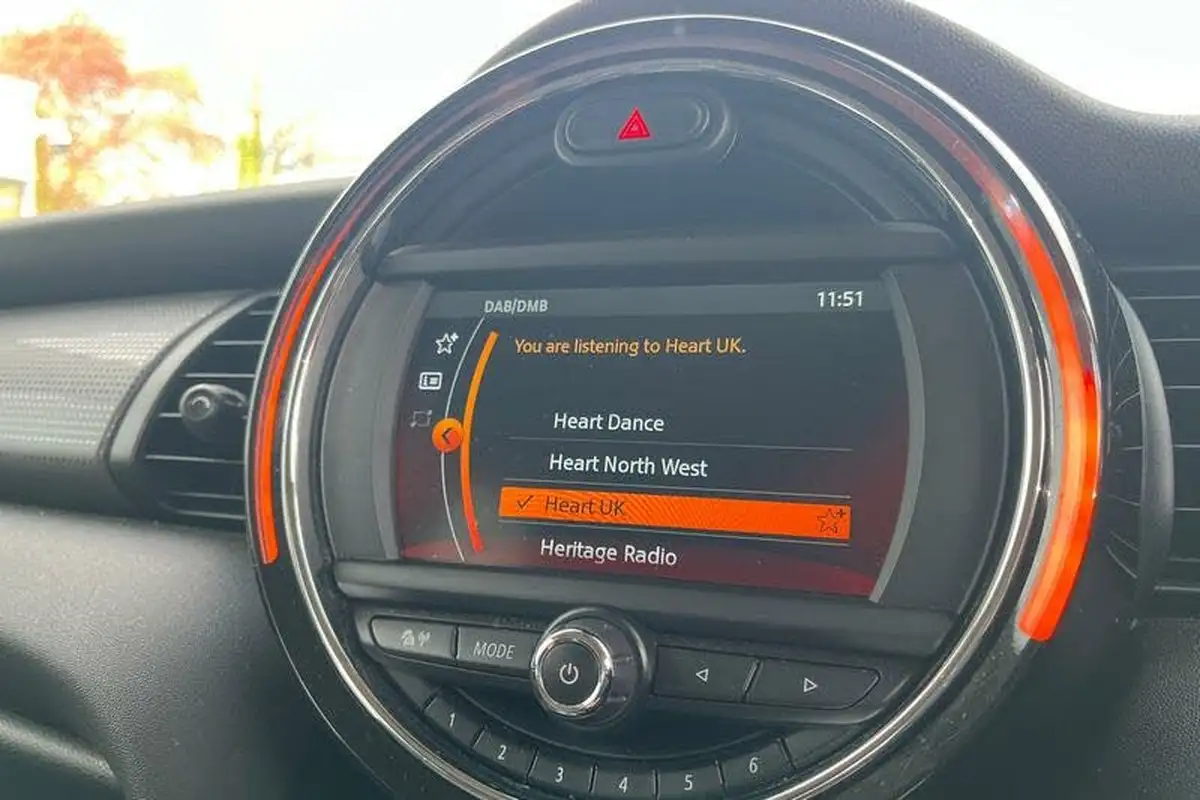 DAB/DMB
11:51
You are listening to Heart UK.
Heart Dance
Heart North West
Heart UK
Heritage Radio
MODE
1
2
3
4
5
6